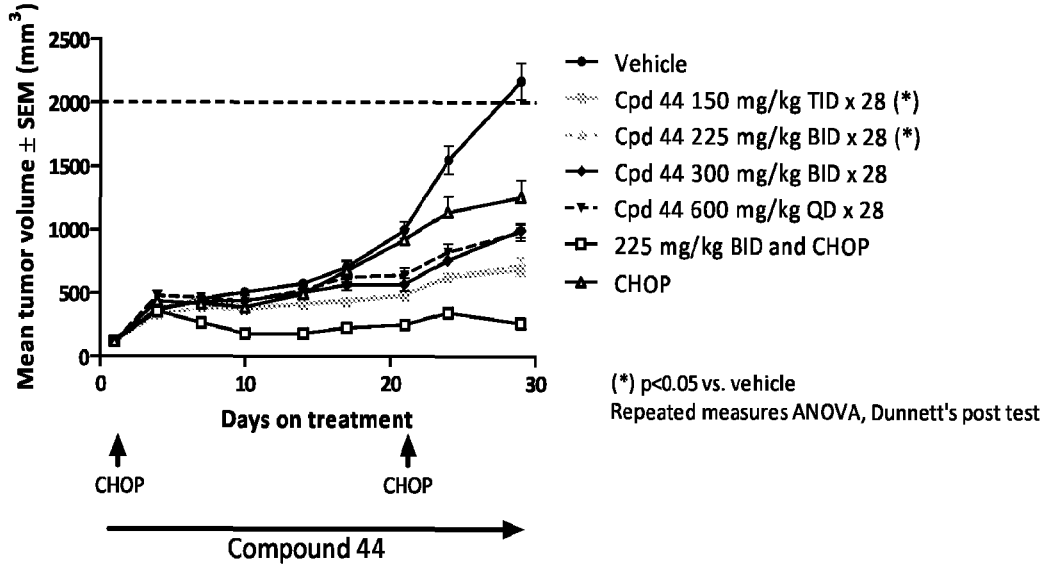 Mean tumor volume ± SEM (mm³)
2500
2000
1500
1000
500
0
0
10
20
30
Days on treatment
Vehicle
Cpd 44 150 mg/kg TID x 28 (*)
Cpd 44 225 mg/kg BID x 28 (*)
Cpd 44 300 mg/kg BID x 28
Cpd 44 600 mg/kg QD x 28
225 mg/kg BID and CHOP
CHOP
(*) p<0.05 vs. vehicle
Repeated measures ANOVA, Dunnett's post test
CHOP
CHOP
Compound 44